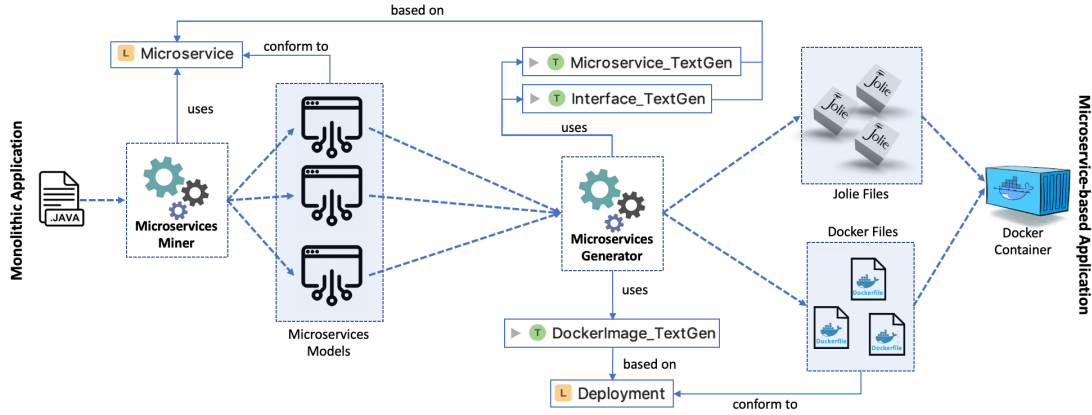 based on
L Microservice
conform to
T Microservice_TextGen
T Interface_TextGen
uses
uses
Jolie
Jolie
Jolie
Monolithic Application
.JAVA
Microservices
Miner
Microservices
Models
Microservices
Generator
Jolie Files
Docker Files
Docker
Container
Microservice-based Application
uses
Dockerfile
Dockerfile
Dockerfile
T DockerImage_TextGen
based on
L Deployment
conform to